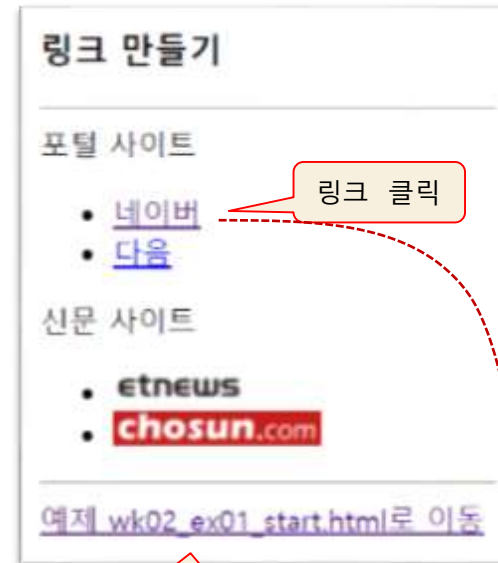 링크 만들기
포털 사이트
네이버
링크 클릭
다음
신문 사이트
etnews
chosun.com
예제 wk02_ex01_start.html로 이동